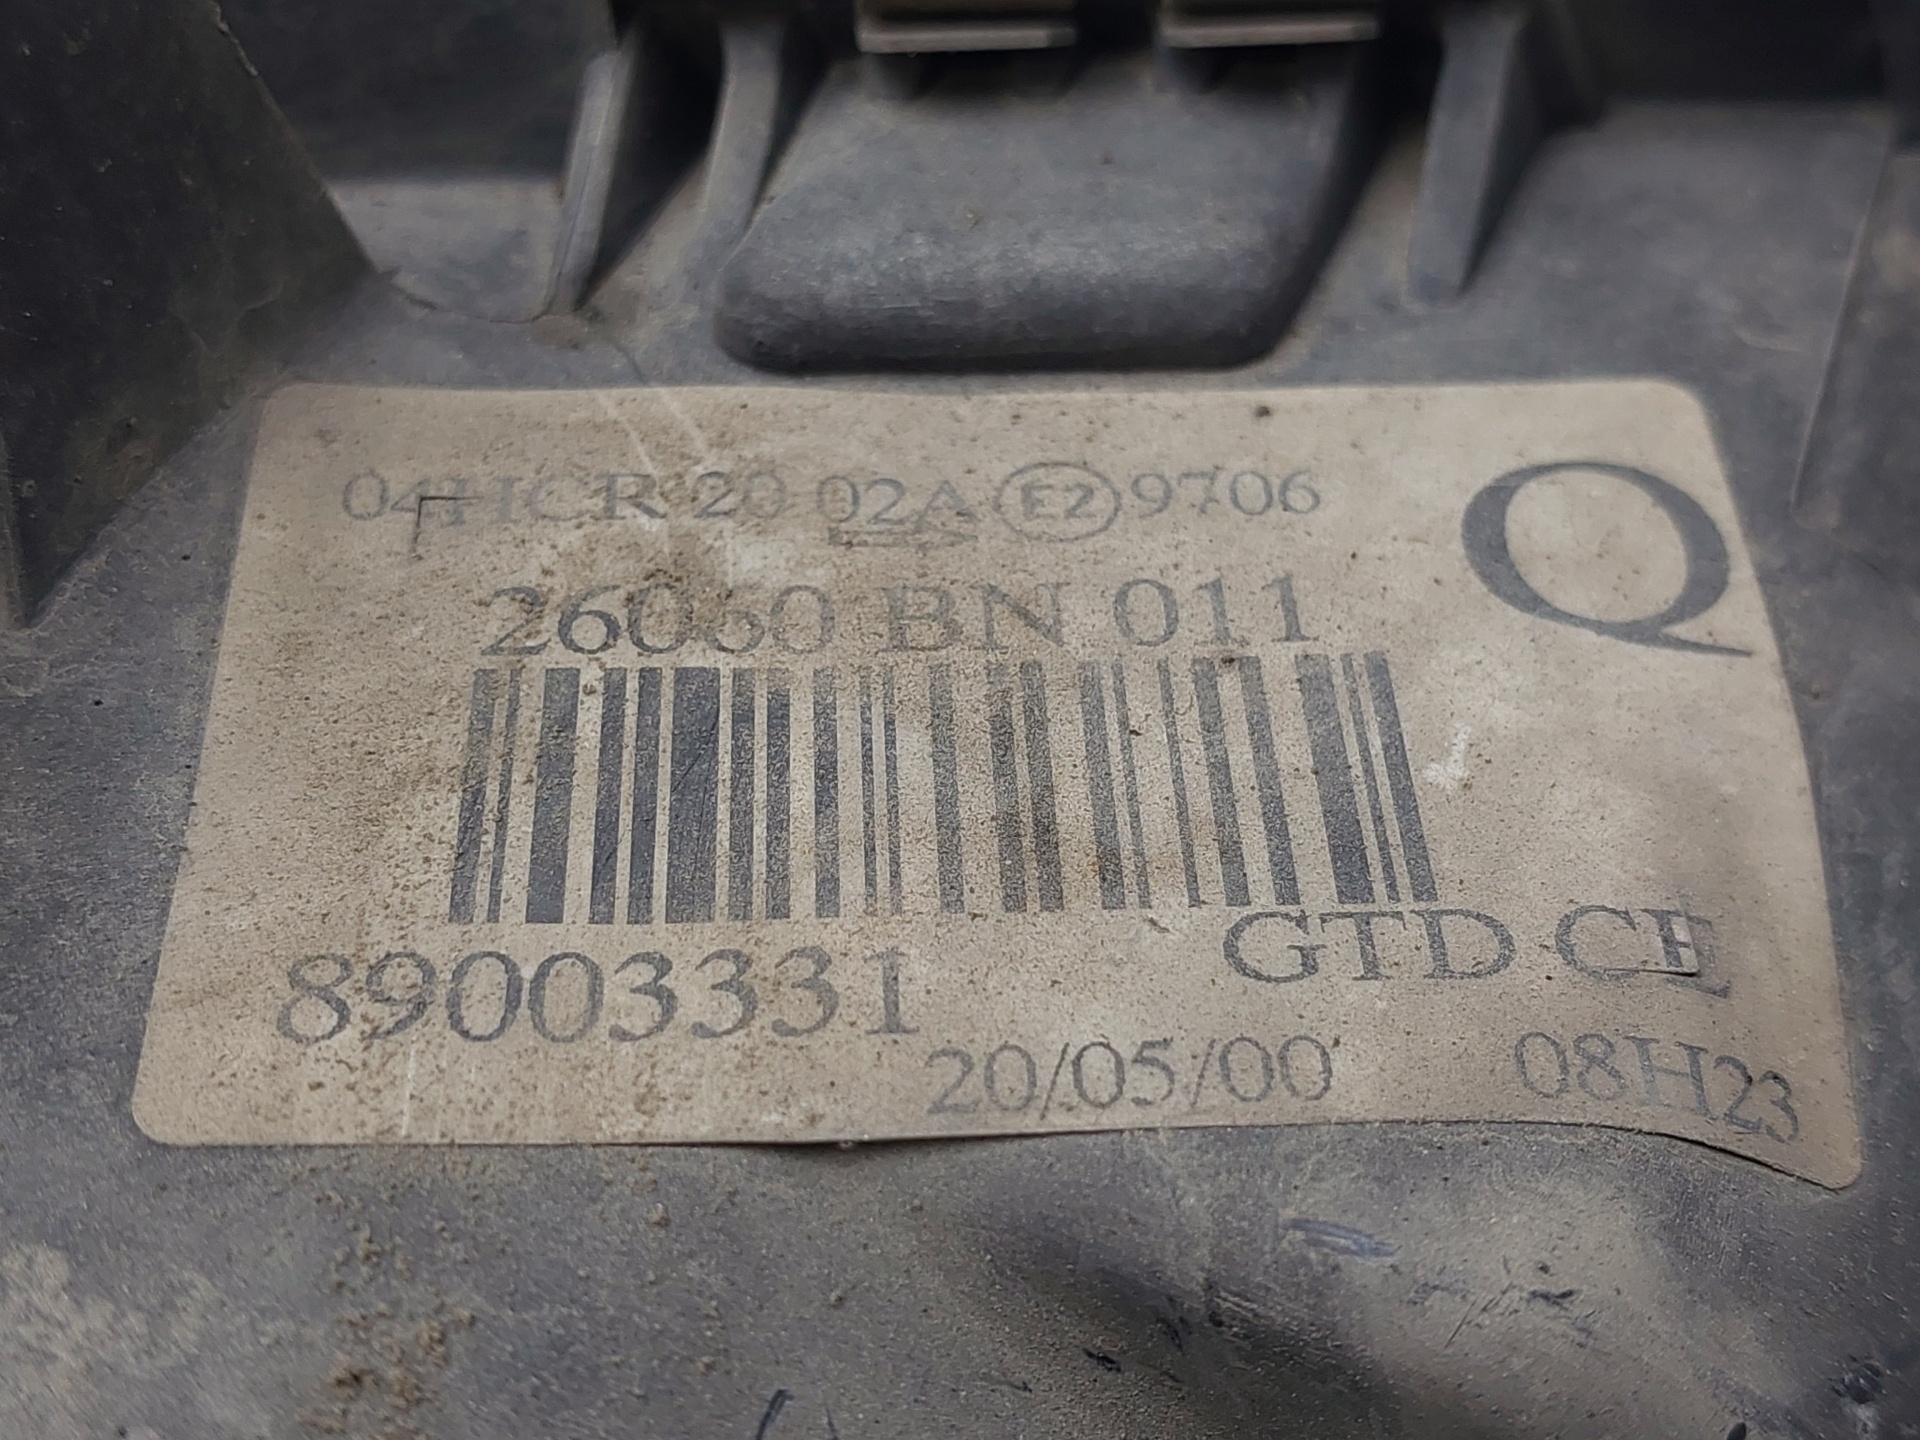 04HCR 20 02A E2 9706
Q
26060 BN 011
GTD CE
89003331
20/05/00
08H23